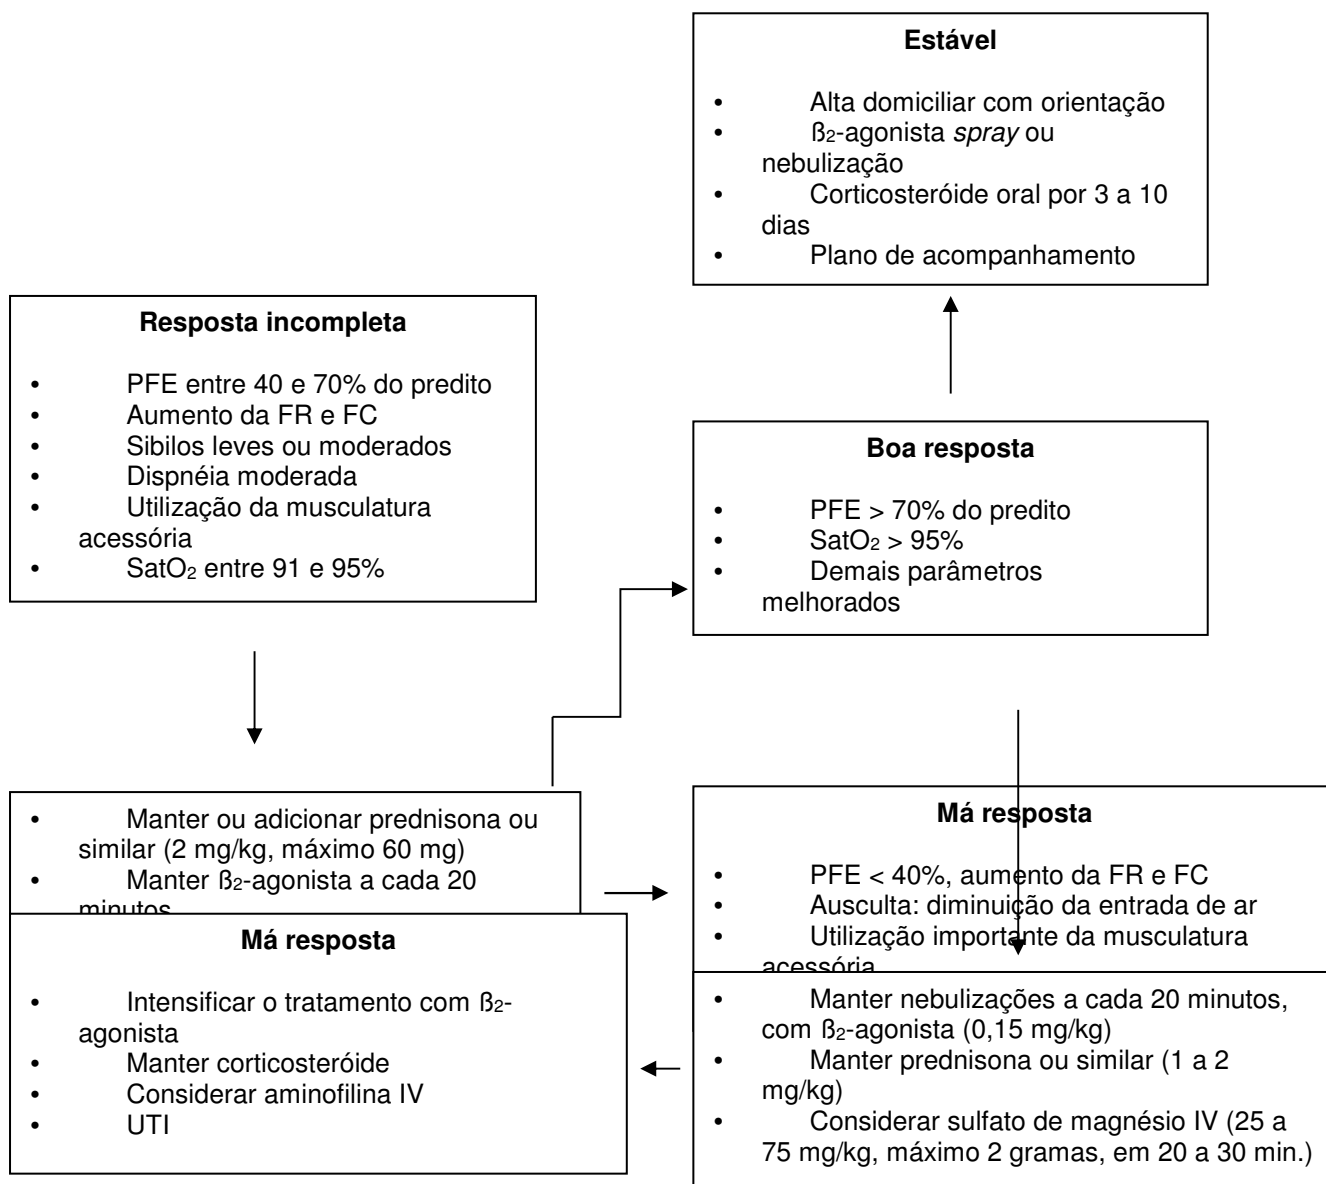 Estável
• Alta domiciliar com orientação
• ß₂-agonista spray ou
nebulização
• Corticosteróide oral por 3 a 10
dias
• Plano de acompanhamento
Resposta incompleta
• PFE entre 40 e 70% do predito
• Aumento da FR e FC
• Sibilos leves ou moderados
• Dispnéia moderada
• Utilização da musculatura
acessória
• SatO₂ entre 91 e 95%
Boa resposta
• PFE > 70% do predito
• SatO₂ > 95%
• Demais parâmetros
melhorados
• Manter ou adicionar prednisona ou
similar (2 mg/kg, máximo 60 mg)
• Manter ß₂-agonista a cada 20
minutos
Má resposta
• PFE < 40%, aumento da FR e FC
• Ausculta: diminuição da entrada de ar
• Utilização importante da musculatura
acessória
Má resposta
• Intensificar o tratamento com ß₂-
agonista
• Manter corticosteróide
• Considerar aminofilina IV
• UTI
• Manter nebulizações a cada 20 minutos,
com ß₂-agonista (0,15 mg/kg)
• Manter prednisona ou similar (1 a 2
mg/kg)
• Considerar sulfato de magnésio IV (25 a
75 mg/kg, máximo 2 gramas, em 20 a 30 min.)